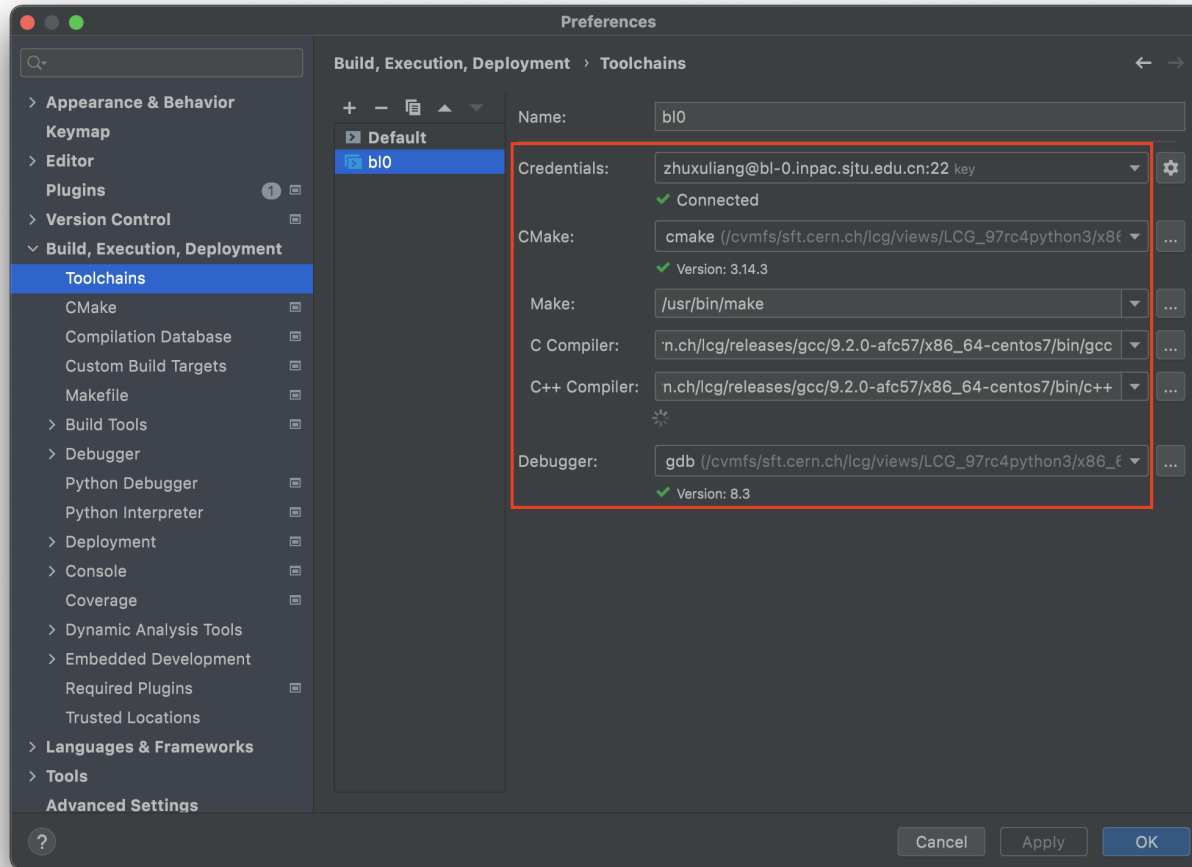 Preferences
Build, Execution, Deployment › Toolchains
Appearance & Behavior
Keymap
Editor
Plugins 1
Version Control
Build, Execution, Deployment
Toolchains
CMake
Compilation Database
Custom Build Targets
Makefile
Build Tools
Debugger
Python Debugger
Python Interpreter
Deployment
Console
Coverage
Dynamic Analysis Tools
Embedded Development
Required Plugins
Trusted Locations
Languages & Frameworks
Tools
Advanced Settings
Default
bl0
Name: bl0
Credentials: zhuxuliang@bl-0.inpac.sjtu.edu.cn:22 key
Connected
CMake: cmake (/cvmfs/sft.cern.ch/lcg/views/LCG_97rc4python3/x86
...
Version: 3.14.3
Make: /usr/bin/make
...
C Compiler: n.ch/lcg/releases/gcc/9.2.0-afc57/x86_64-centos7/bin/gcc
...
C++ Compiler: n.ch/lcg/releases/gcc/9.2.0-afc57/x86_64-centos7/bin/c++
...
Debugger: gdb (/cvmfs/sft.cern.ch/lcg/views/LCG_97rc4python3/x86_6
...
Version: 8.3
?
Cancel
Apply
OK